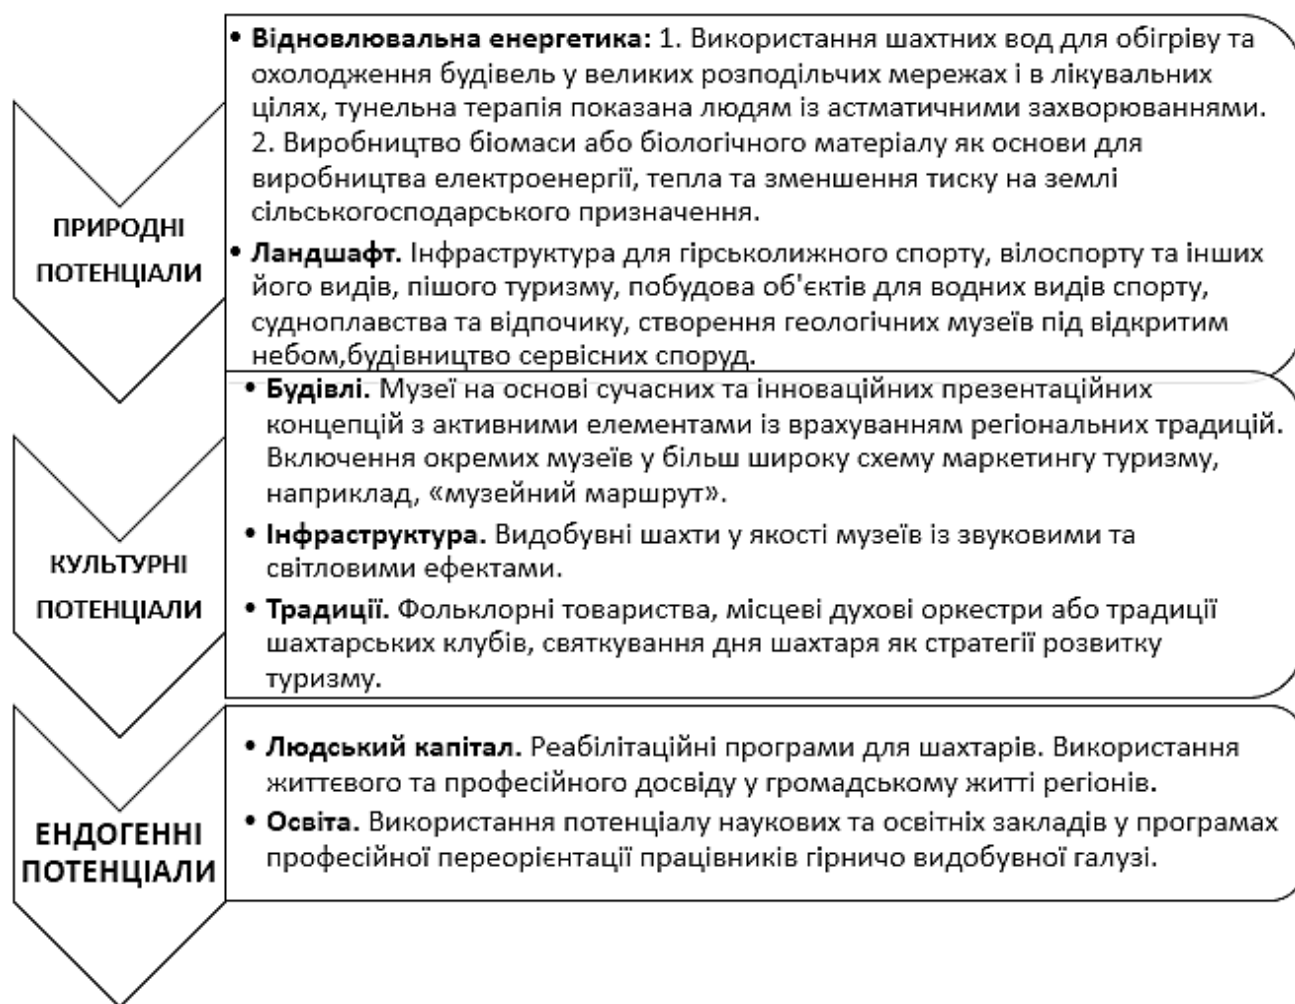 ПРИРОДНІ
ПОТЕНЦІАЛИ
• Відновлювальна енергетика: 1. Використання шахтних вод для обігріву та
охолодження будівель у великих розподільчих мережах і в лікувальних
цілях, тунельна терапія показана людям із астматичними захворюваннями.
2. Виробництво біомаси або біологічного матеріалу як основи для
виробництва електроенергії, тепла та зменшення тиску на землі
сільськогосподарського призначення.
• Ландшафт. Інфраструктура для гірськолижного спорту, вілоспорту та інших
його видів, пішого туризму, побудова об'єктів для водних видів спорту,
судноплавства та відпочику, створення геологічних музеїв під відкритим
небом,будівництво сервісних споруд.
КУЛЬТУРНІ
ПОТЕНЦІАЛИ
• Будівлі. Музеї на основі сучасних та інноваційних презентаційних
концепцій з активними елементами із врахуванням регіональних традицій.
Включення окремих музеїв у більш широку схему маркетингу туризму,
наприклад, «музейний маршрут».
• Інфраструктура. Видобувні шахти у якості музеїв із звуковими та
світловими ефектами.
• Традиції. Фольклорні товариства, місцеві духові оркестри або традиції
шахтарських клубів, святкування дня шахтаря як стратегії розвитку
туризму.
ЕНДОГЕННІ
ПОТЕНЦІАЛИ
• Людський капітал. Реабілітаційні програми для шахтарів. Використання
життєвого та професійного досвіду у громадському житті регіонів.
• Освіта. Використання потенціалу наукових та освітніх закладів у програмах
професійної переорієнтації працівників гірничо видобувної галузі.